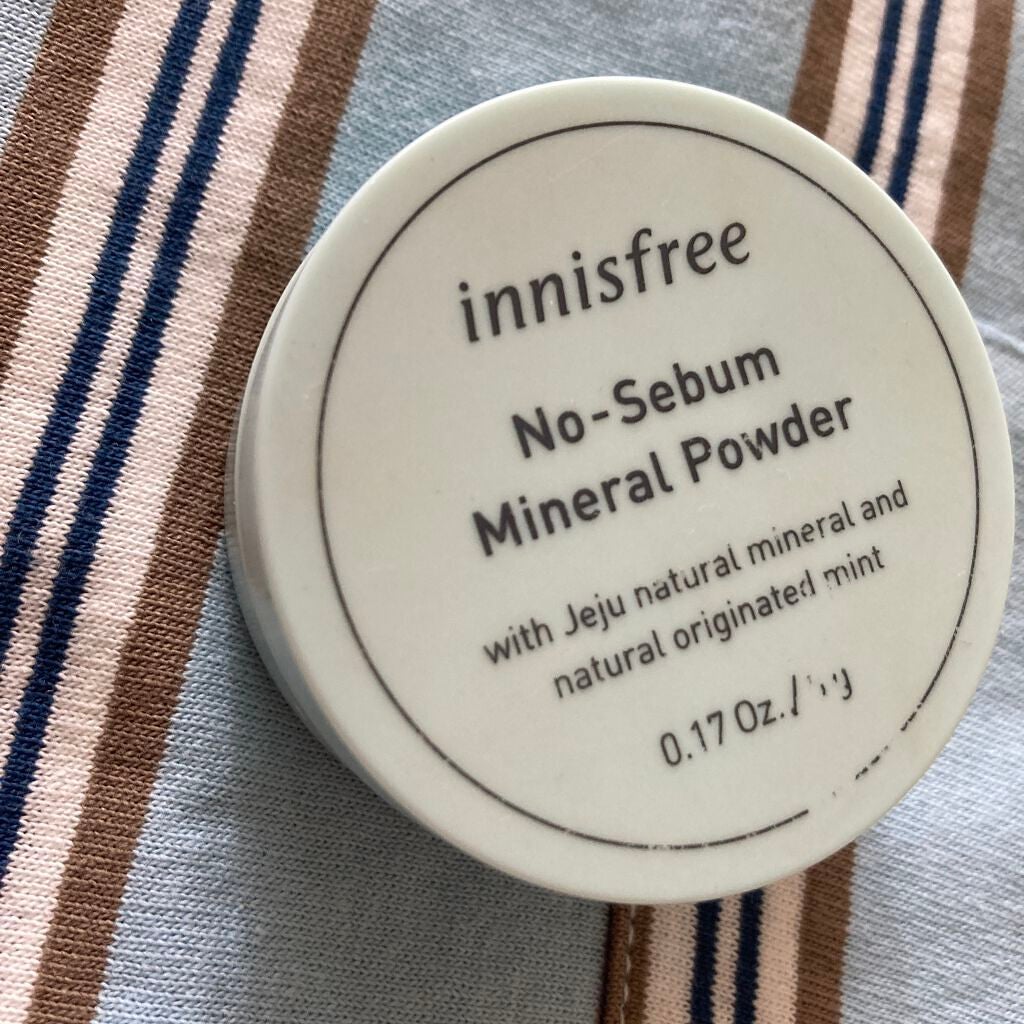 innisfree
No-Sebum
Mineral Powder
with Jeju natural mineral and
natural originated mint
0.17 Oz./